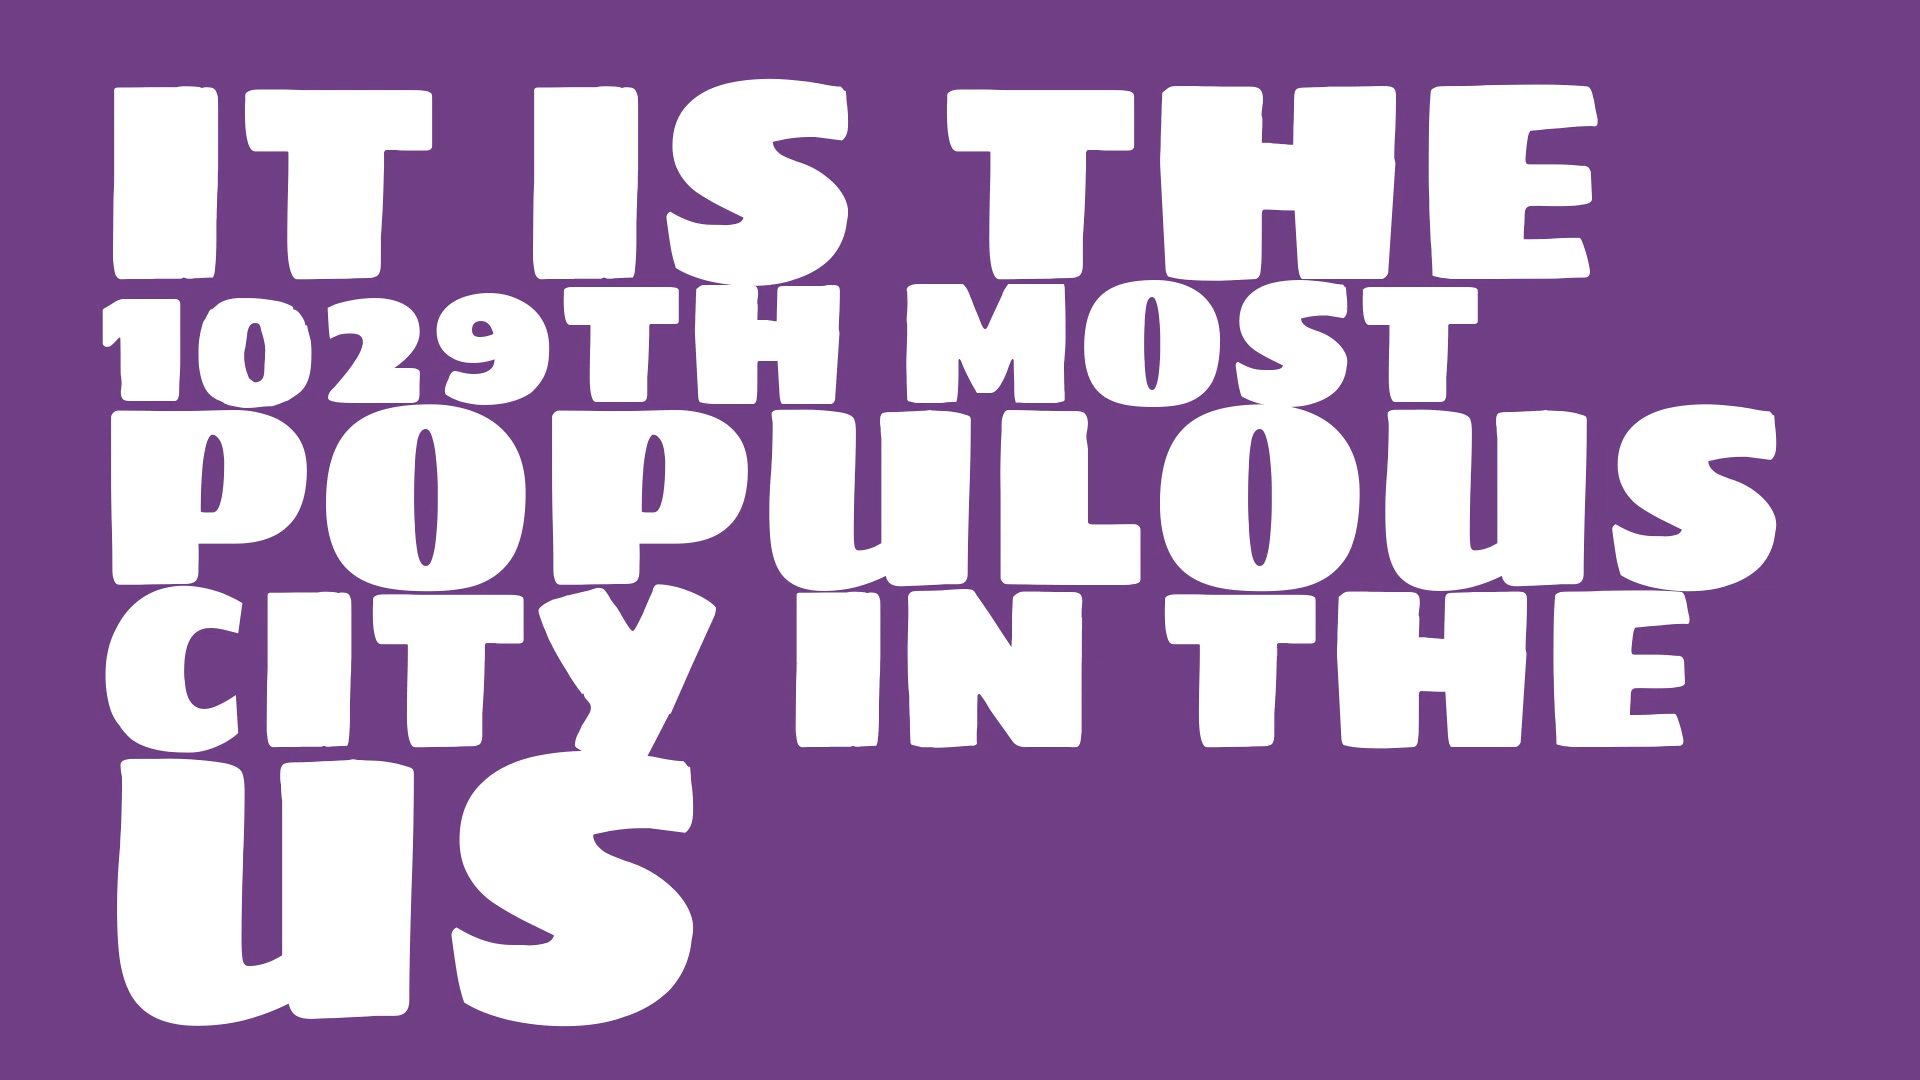 IT IS THE
1029TH MOST
POPULOUS
CITY IN THE
US